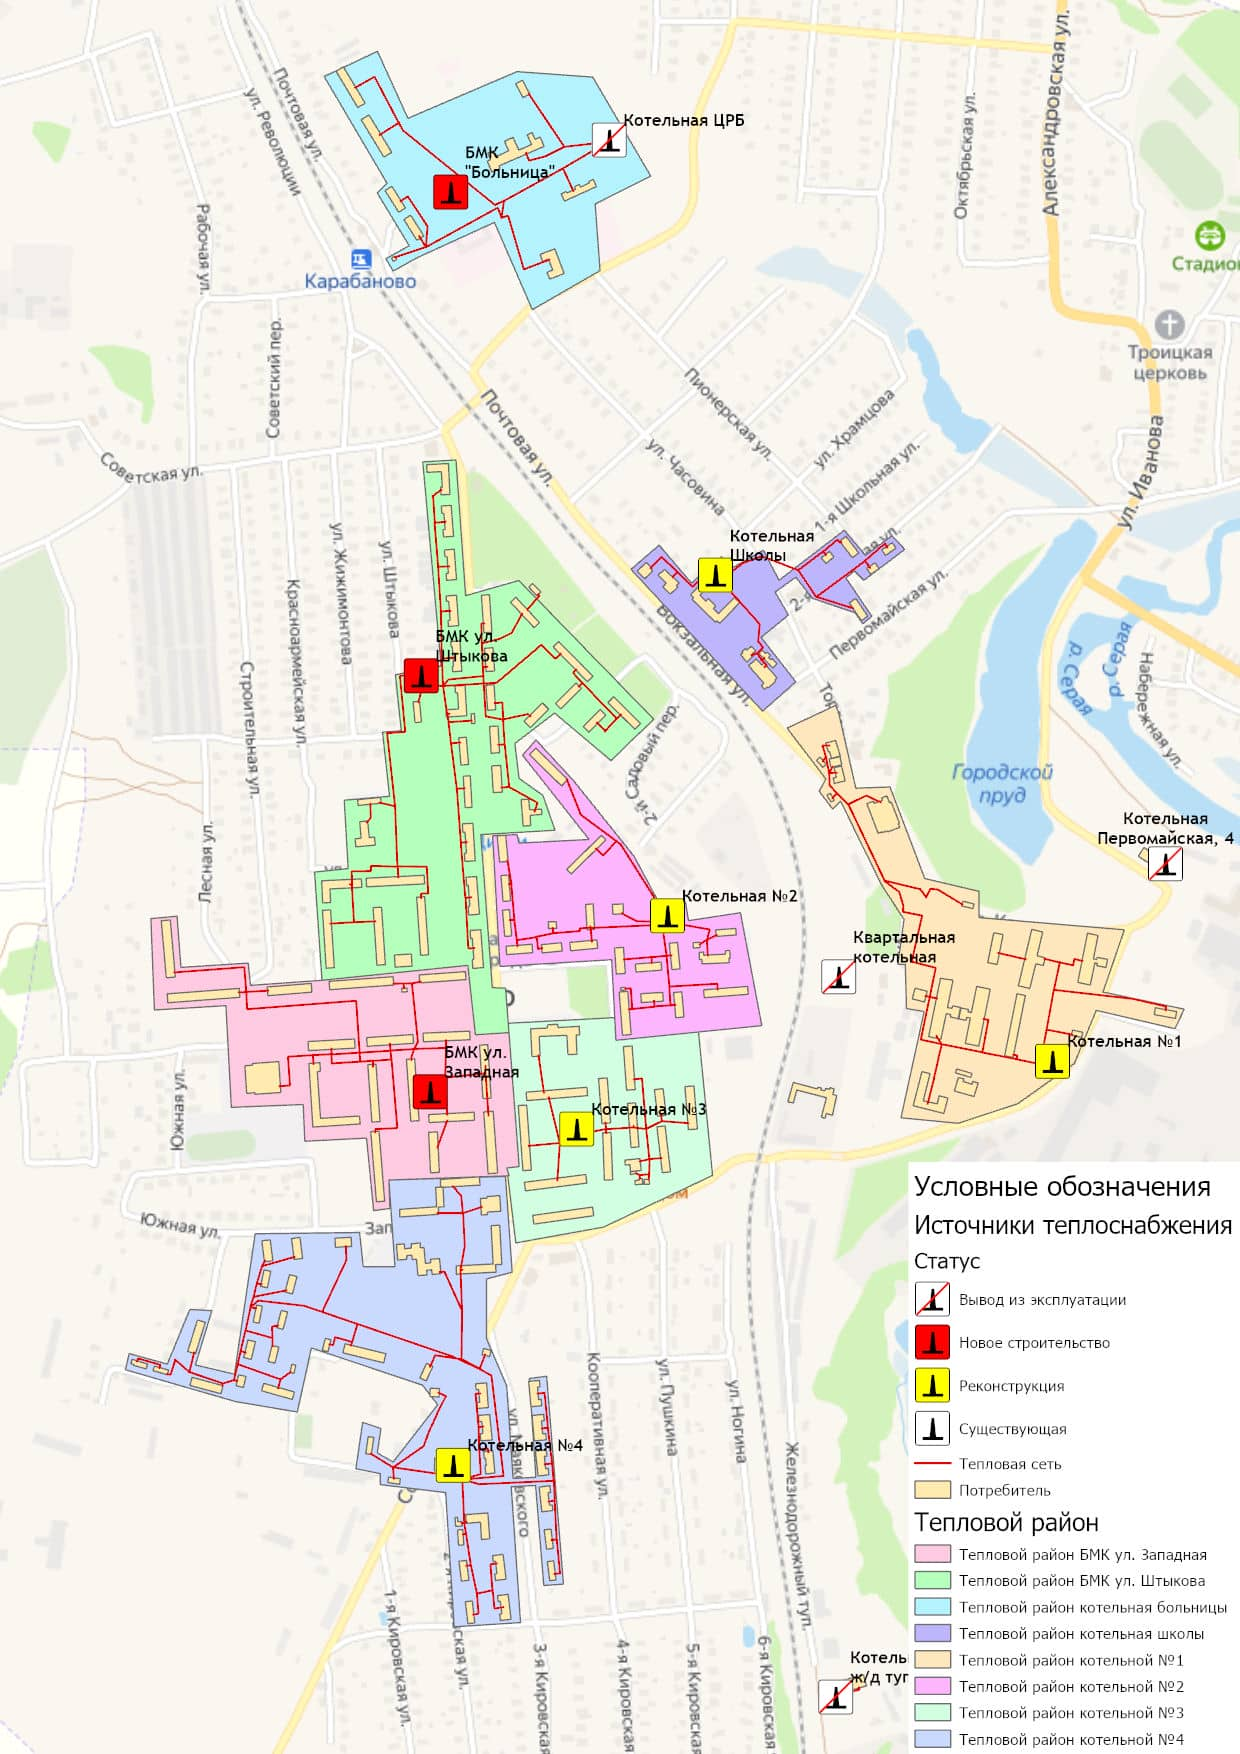 Почтовая ул.
ул. Революции
Рабочая ул.
Котельная ЦРБ
БМК
"Больница"
Карабаново
Октябрьская ул.
Александровская ул.
Стадион
Троицкая
церковь
Советский пер.
Советская ул.
Почтовая ул.
Пионерская ул.
ул. Часовина
ул. Храмцова
1-я Школьная ул.
ул. Иванова
Котельная
Школы
ая ул.
2-я
Первомайская ул.
Вокзальная ул.
ул. Жижимонтова
ул. Штыкова
Красноармейская ул.
Строительная ул.
БМК ул.
Штыкова
2-й Садовый пер.
р. Серая
р. Серая
Набережная ул.
Городской
пруд
Котельная
Первомайская, 4
Лесная ул.
Котельная №2
Квартальная
котельная
Котельная №1
БМК ул.
Западная
Котельная №3
Южная ул.
Южная ул.
Зап
Котельная №4
Кооперативная ул.
ул. Пушкина
ул. Ногина
Железнодорожный туп.
1-я Кировская ул.
3-я Кировская
4-я Кировская
5-я Кировская
6-я Кировская
Котель
ж/д туп
Условные обозначения
Источники теплоснабжения
Статус
Вывод из эксплуатации
Новое строительство
Реконструкция
Существующая
Тепловая сеть
Потребитель
Тепловой район
Тепловой район БМК ул. Западная
Тепловой район БМК ул. Штыкова
Тепловой район котельная больницы
Тепловой район котельная школы
Тепловой район котельной №1
Тепловой район котельной №2
Тепловой район котельной №3
Тепловой район котельной №4